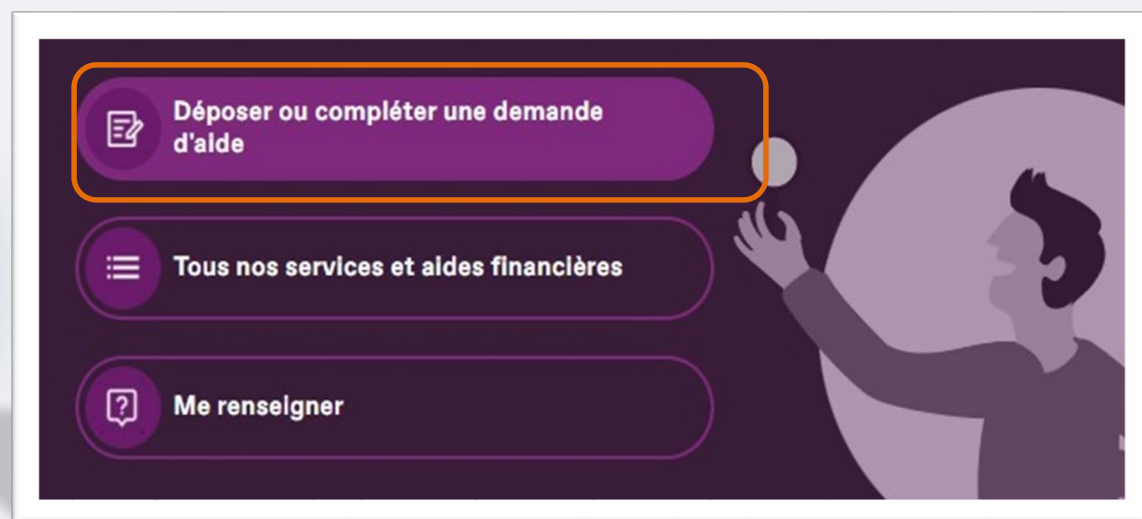 Déposer ou compléter une demande
d'aide
Tous nos services et aides financières
Me renseigner